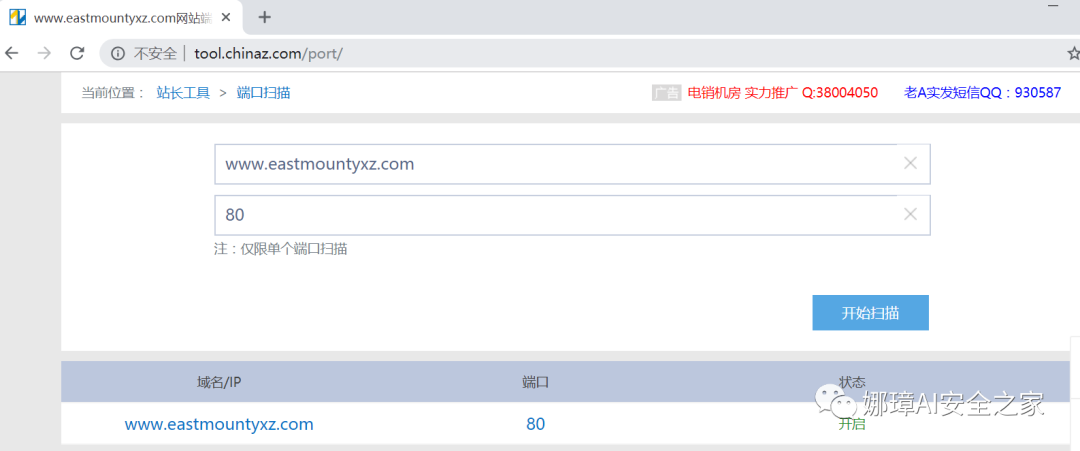 www.eastmountyxz.com网站端
不安全 tool.chinaz.com/port/
当前位置： 站长工具 > 端口扫描 广告 电销机房 实力推广 Q:38004050 老A实发短信QQ：930587
www.eastmountyxz.com
80
注：仅限单个端口扫描
开始扫描
域名/IP 端口 状态
www.eastmountyxz.com 80 开启
娜璋AI安全之家